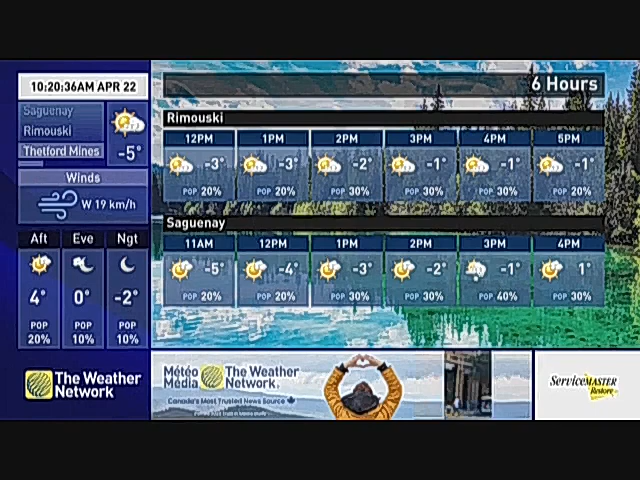 10:20:36AM APR 22
Saguenay
Rimouski
Thetford Mines
-5°
Winds
W 19 km/h
Aft Eve Ngt
4° 0° -2°
POP POP POP
20% 10% 10%
The Weather
Network
6 Hours
Rimouski
12PM 1PM 2PM 3PM 4PM 5PM
-3° -3° -2° -1° -1° -1°
POP 20% POP 20% POP 30% POP 30% POP 30% POP 20%
Saguenay
11AM 12PM 1PM 2PM 3PM 4PM
-5° -4° -3° -2° -1° 1°
POP 20% POP 20% POP 30% POP 30% POP 40% POP 30%
Météo
Média
The Weather
Network
Canada's Most Trusted News Source
ServiceMASTER
Restore